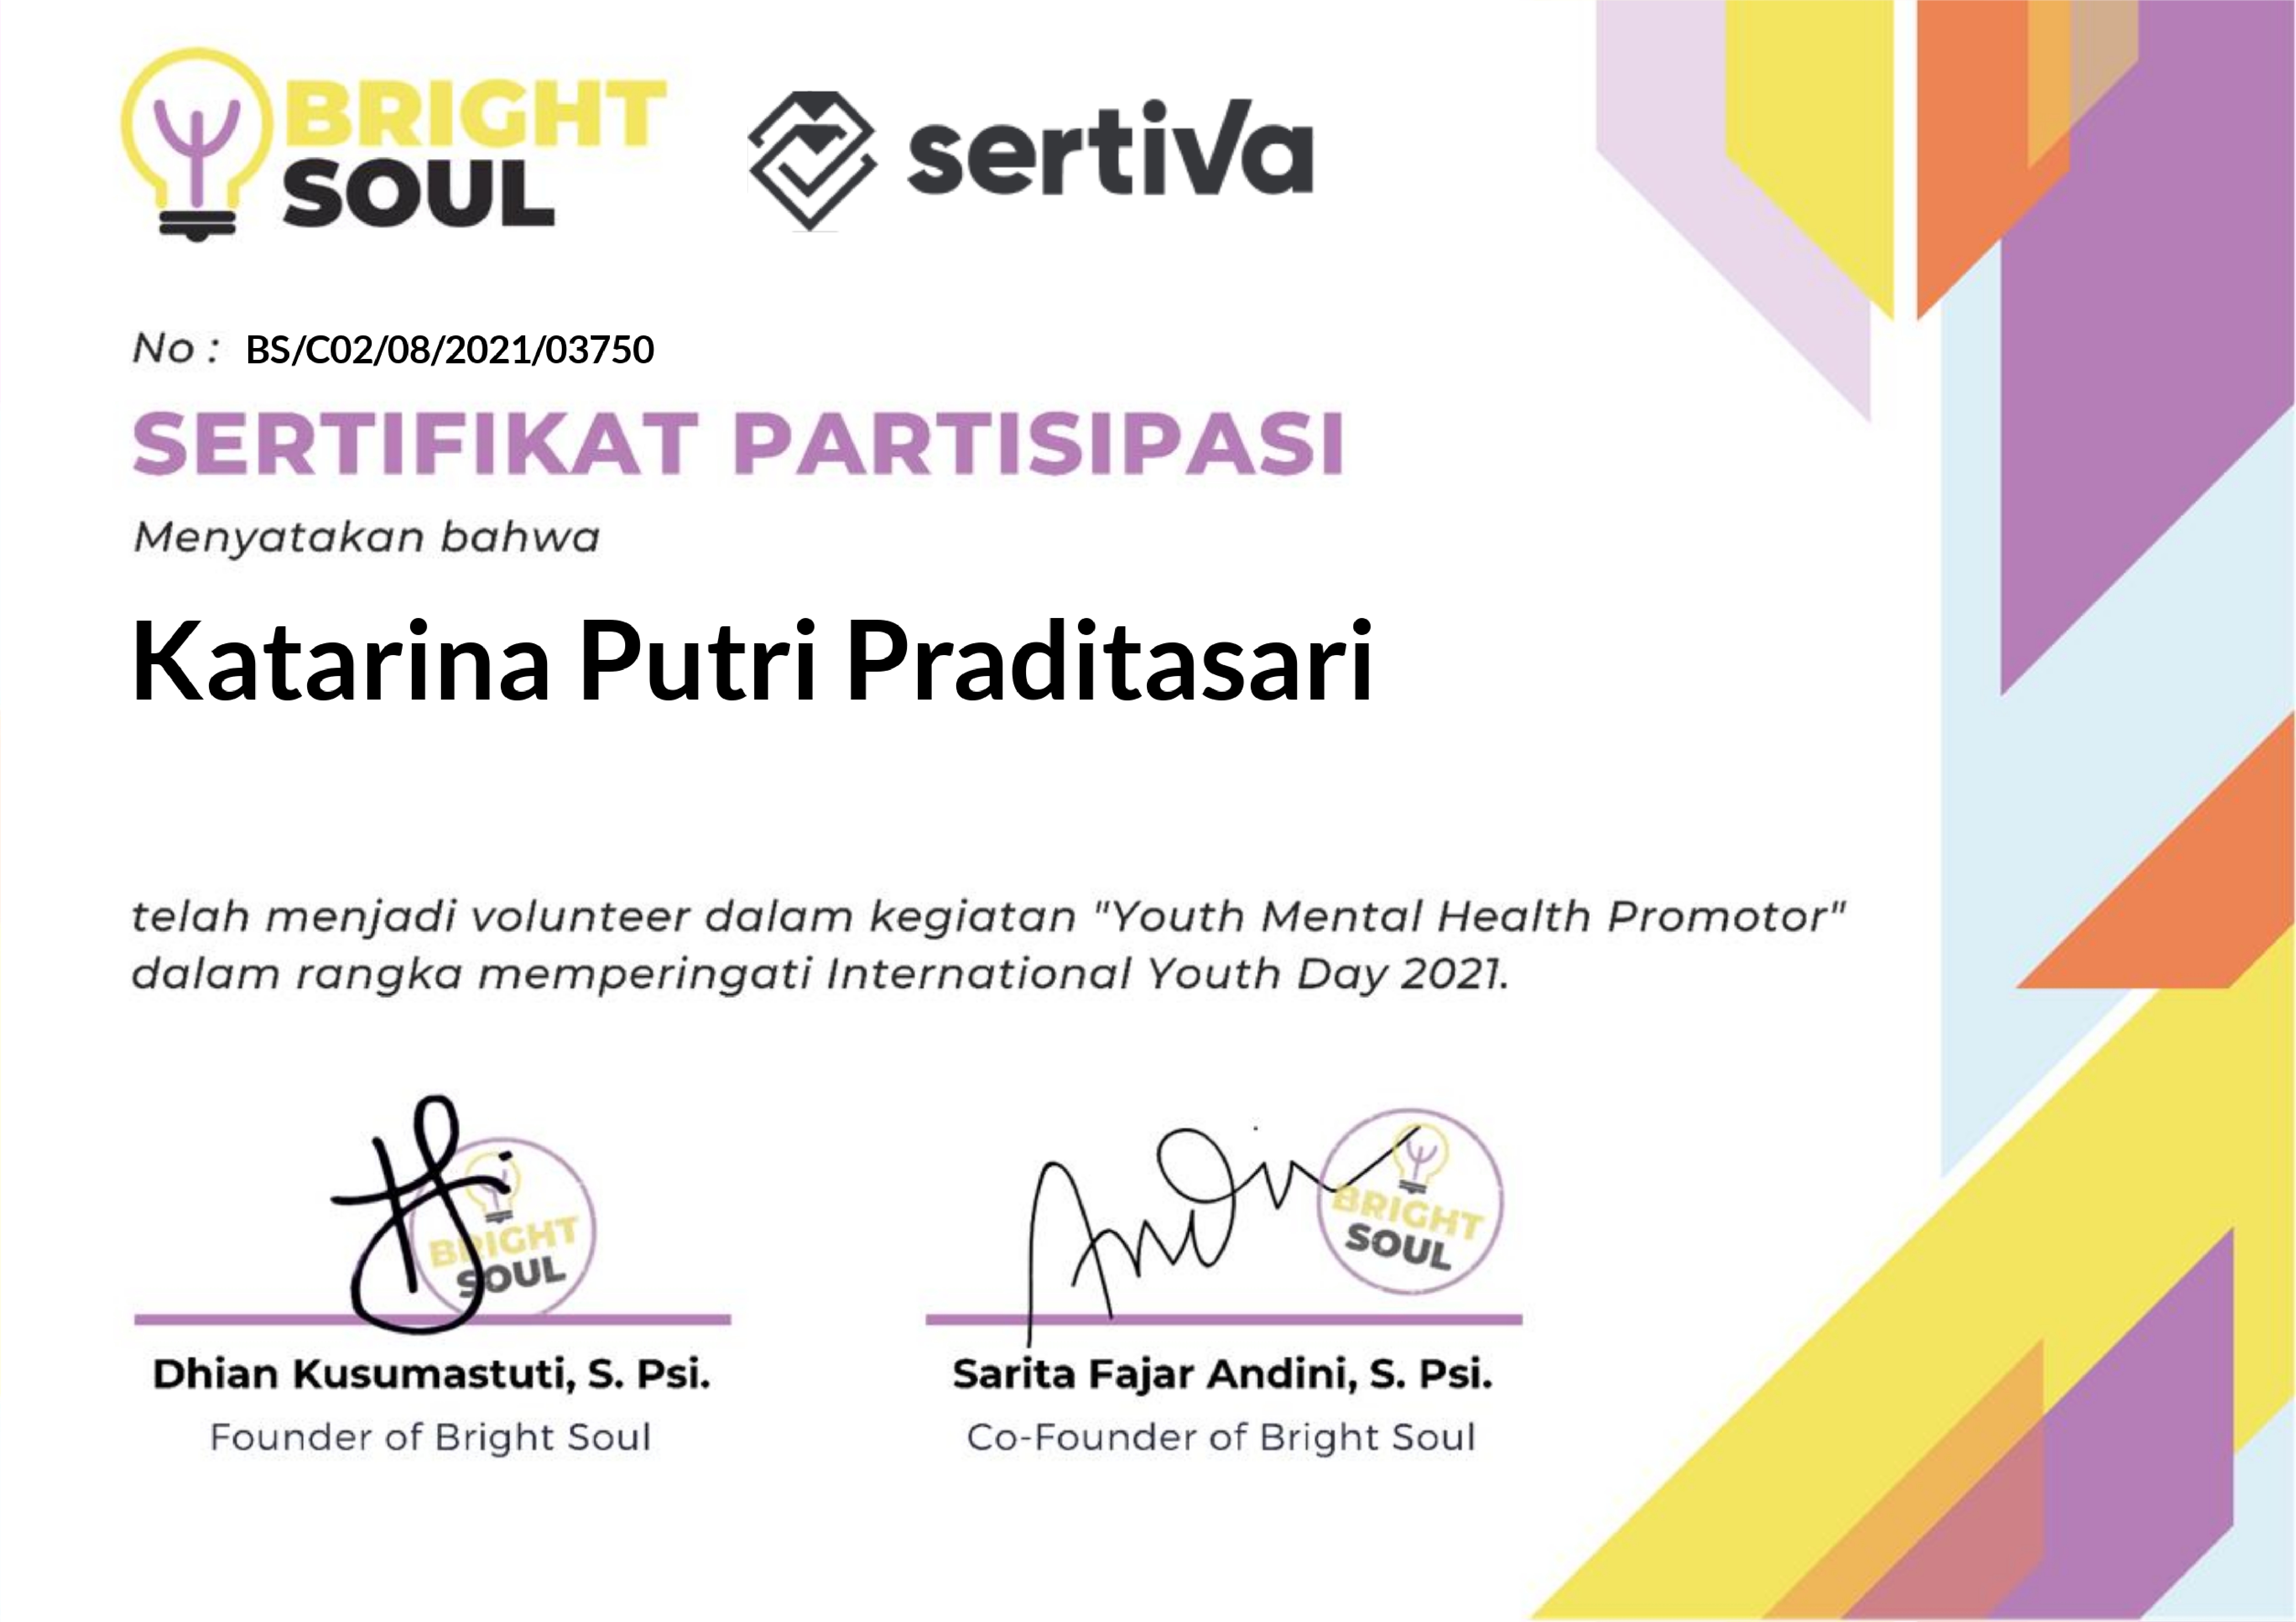 BRIGHT
SOUL
sertiva
No : BS/C02/08/2021/03750
SERTIFIKAT PARTISIPASI
Menyatakan bahwa
Katarina Putri Praditasari
telah menjadi volunteer dalam kegiatan "Youth Mental Health Promotor"
dalam rangka memperingati International Youth Day 2021.
BRIGHT
SOUL
Dhian Kusumastuti, S. Psi.
Founder of Bright Soul
Andin
BRIGHT
SOUL
Sarita Fajar Andini, S. Psi.
Co-Founder of Bright Soul